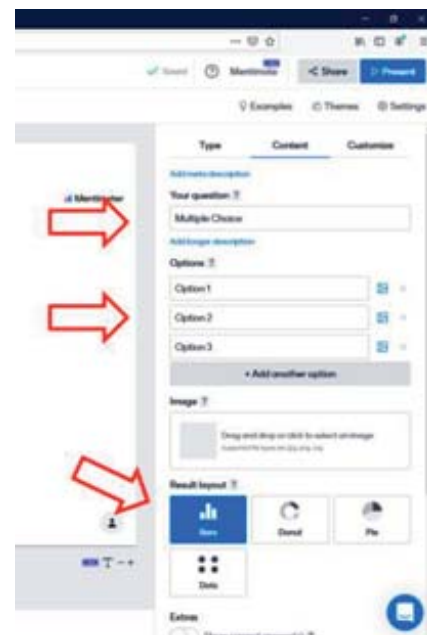 Saved Mentimote Share Present
Examples Themes Settings
Type Content Customize
Add meta description
Mentimeter
Your question ?
Multiple Choice
Add longer description
Options ?
Option 1
Option 2
Option 3
+ Add another option
Image ?
Drag and drop or click to select an image
Result layout ?
Bars Donut Pie
Dots
Extras